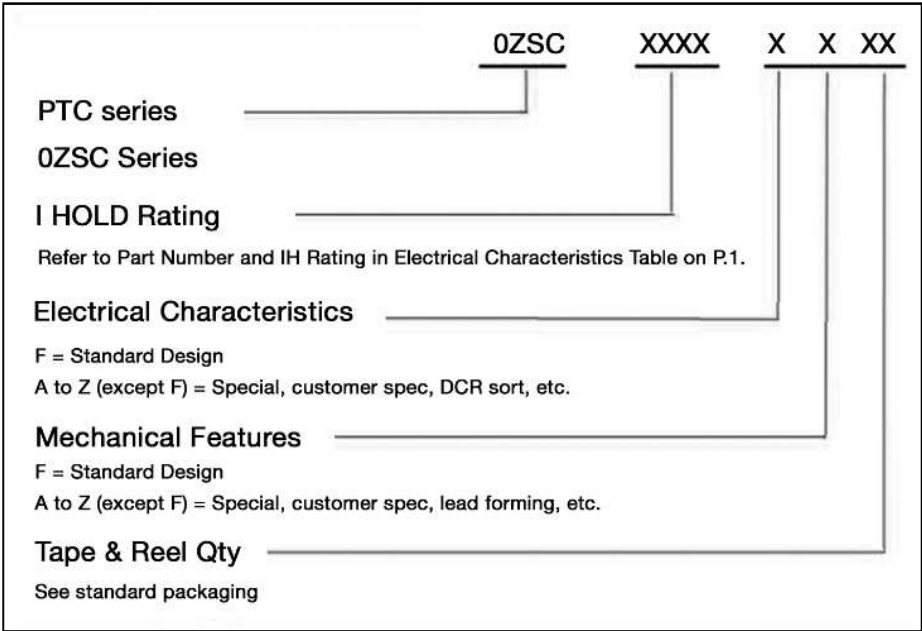 0ZSC XXXX X X XX
PTC series
0ZSC Series
I HOLD Rating
Refer to Part Number and IH Rating in Electrical Characteristics Table on P.1.
Electrical Characteristics
F = Standard Design
A to Z (except F) = Special, customer spec, DCR sort, etc.
Mechanical Features
F = Standard Design
A to Z (except F) = Special, customer spec, lead forming, etc.
Tape & Reel Qty
See standard packaging